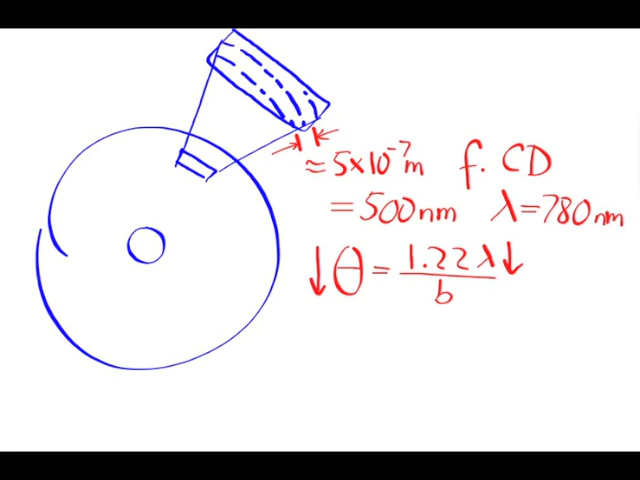 ≈ 5×10⁻⁷m f. CD
= 500nm λ=780nm
↓θ = 1.22λ↓ / b